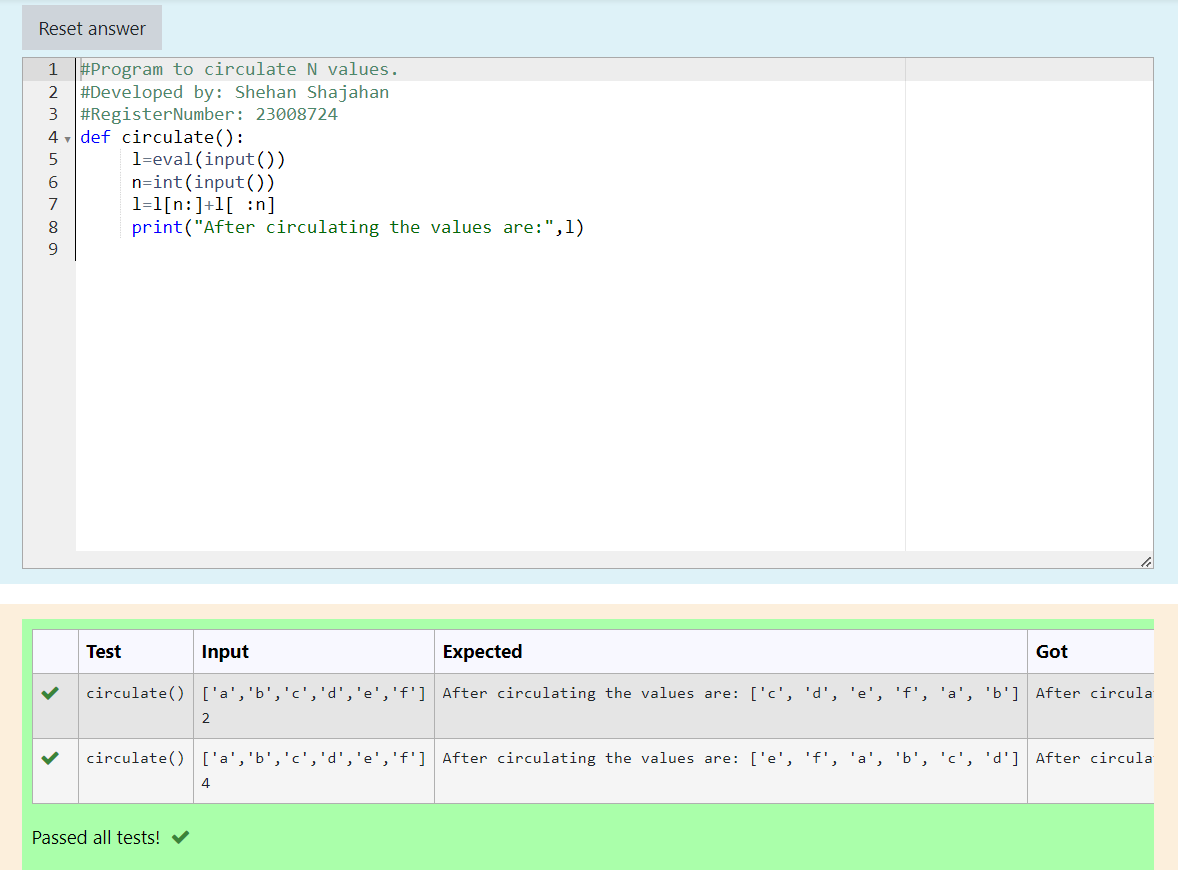 Reset answer
1 #Program to circulate N values.
2 #Developed by: Shehan Shajahan
3 #RegisterNumber: 23008724
4 def circulate():
5 l=eval(input())
6 n=int(input())
7 l=l[n:]+l[ :n]
8 print("After circulating the values are:",l)
9
Test Input Expected Got
circulate() ['a','b','c','d','e','f'] After circulating the values are: ['c', 'd', 'e', 'f', 'a', 'b'] After circula
2
circulate() ['a','b','c','d','e','f'] After circulating the values are: ['e', 'f', 'a', 'b', 'c', 'd'] After circula
4
Passed all tests!